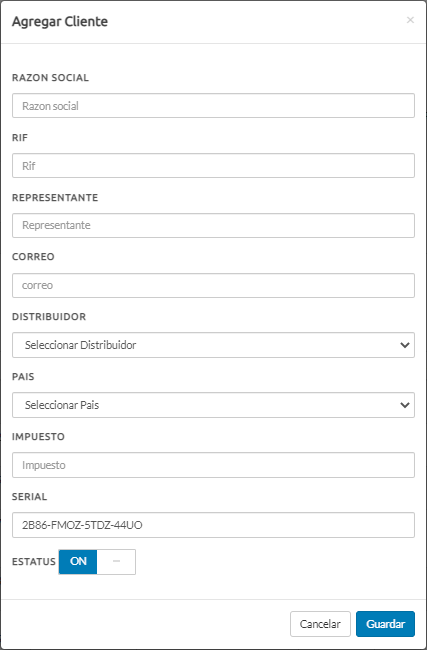 Agregar Cliente ×
RAZON SOCIAL
Razon social
RIF
Rif
REPRESENTANTE
Representante
CORREO
correo
DISTRIBUIDOR
Seleccionar Distribuidor
PAIS
Seleccionar Pais
IMPUESTO
Impuesto
SERIAL
2B86-FMOZ-5TDZ-44UO
ESTATUS ON —
Cancelar Guardar